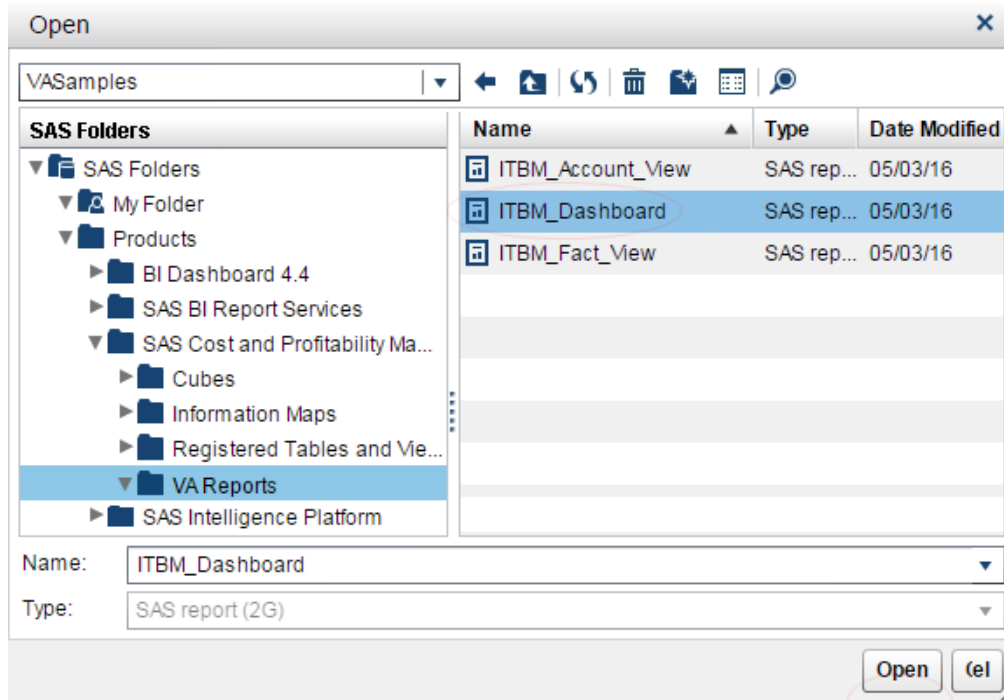 Open
VASamples
SAS Folders
SAS Folders
My Folder
Products
BI Dashboard 4.4
SAS BI Report Services
SAS Cost and Profitability Ma...
Cubes
Information Maps
Registered Tables and Vie...
VA Reports
SAS Intelligence Platform
Name Type Date Modified
ITBM_Account_View SAS rep... 05/03/16
ITBM_Dashboard SAS rep... 05/03/16
ITBM_Fact_View SAS rep... 05/03/16
Name: ITBM_Dashboard
Type: SAS report (2G)
Open